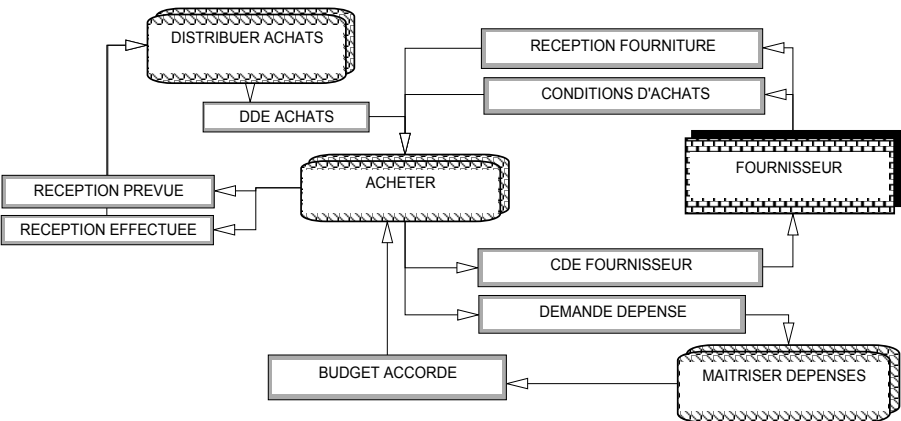 DISTRIBUER ACHATS
RECEPTION FOURNITURE
CONDITIONS D'ACHATS
DDE ACHATS
FOURNISSEUR
ACHETER
RECEPTION PREVUE
RECEPTION EFFECTUEE
CDE FOURNISSEUR
DEMANDE DEPENSE
BUDGET ACCORDE
MAITRISER DEPENSES